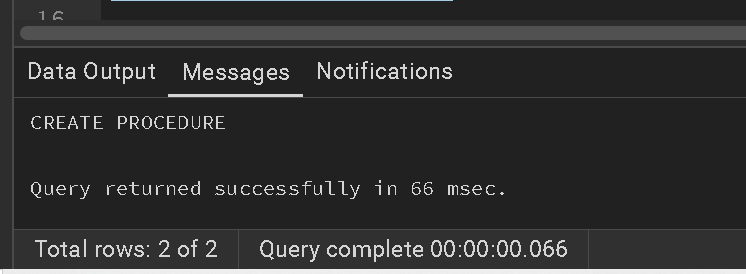 16
Data Output Messages Notifications
CREATE PROCEDURE
Query returned successfully in 66 msec.
Total rows: 2 of 2 Query complete 00:00:00.066